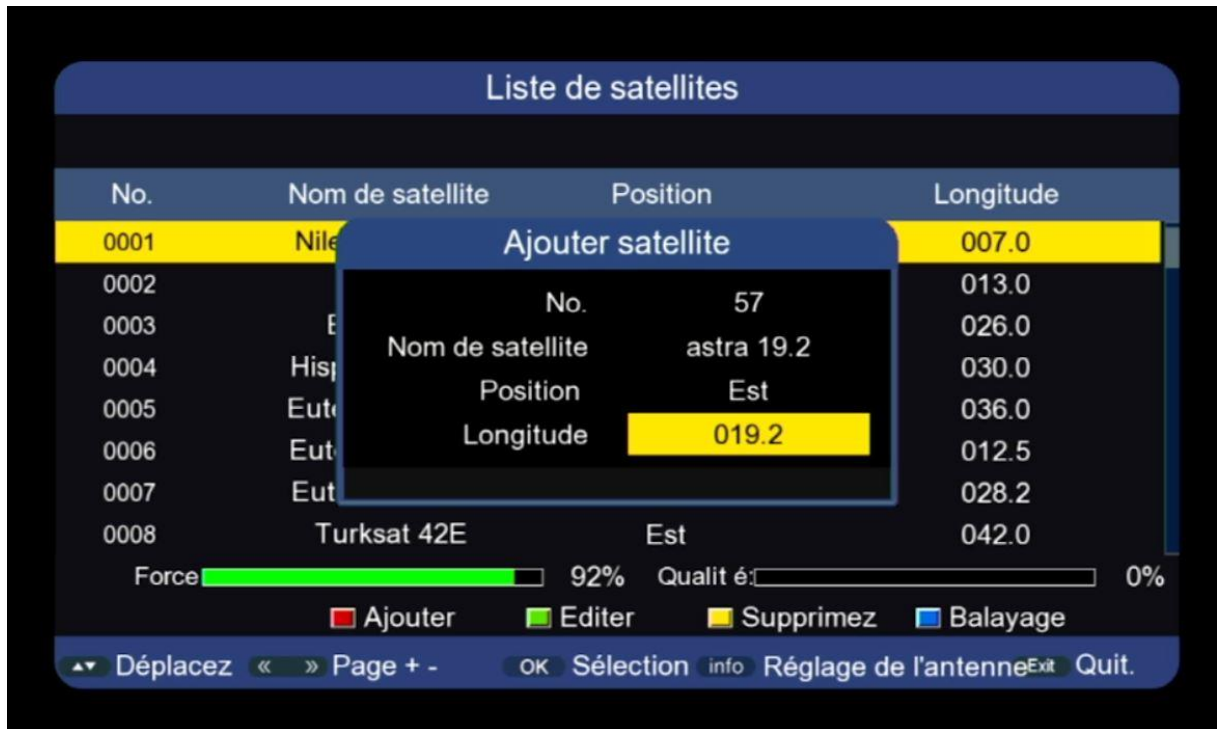 Liste de satellites
No. Nom de satellite Position Longitude
0001 007.0
Ajouter satellite
0002 013.0
No. 57
0003 026.0
Nom de satellite astra 19.2
0004 030.0
Position Est
0005 036.0
Longitude 019.2
0006 012.5
0007 028.2
0008 Turksat 42E Est 042.0
Force 92% Qualit é: 0%
Ajouter Editer Supprimez Balayage
Déplacez « » Page + - OK Sélection info Réglage de l'antenne Exit Quit.